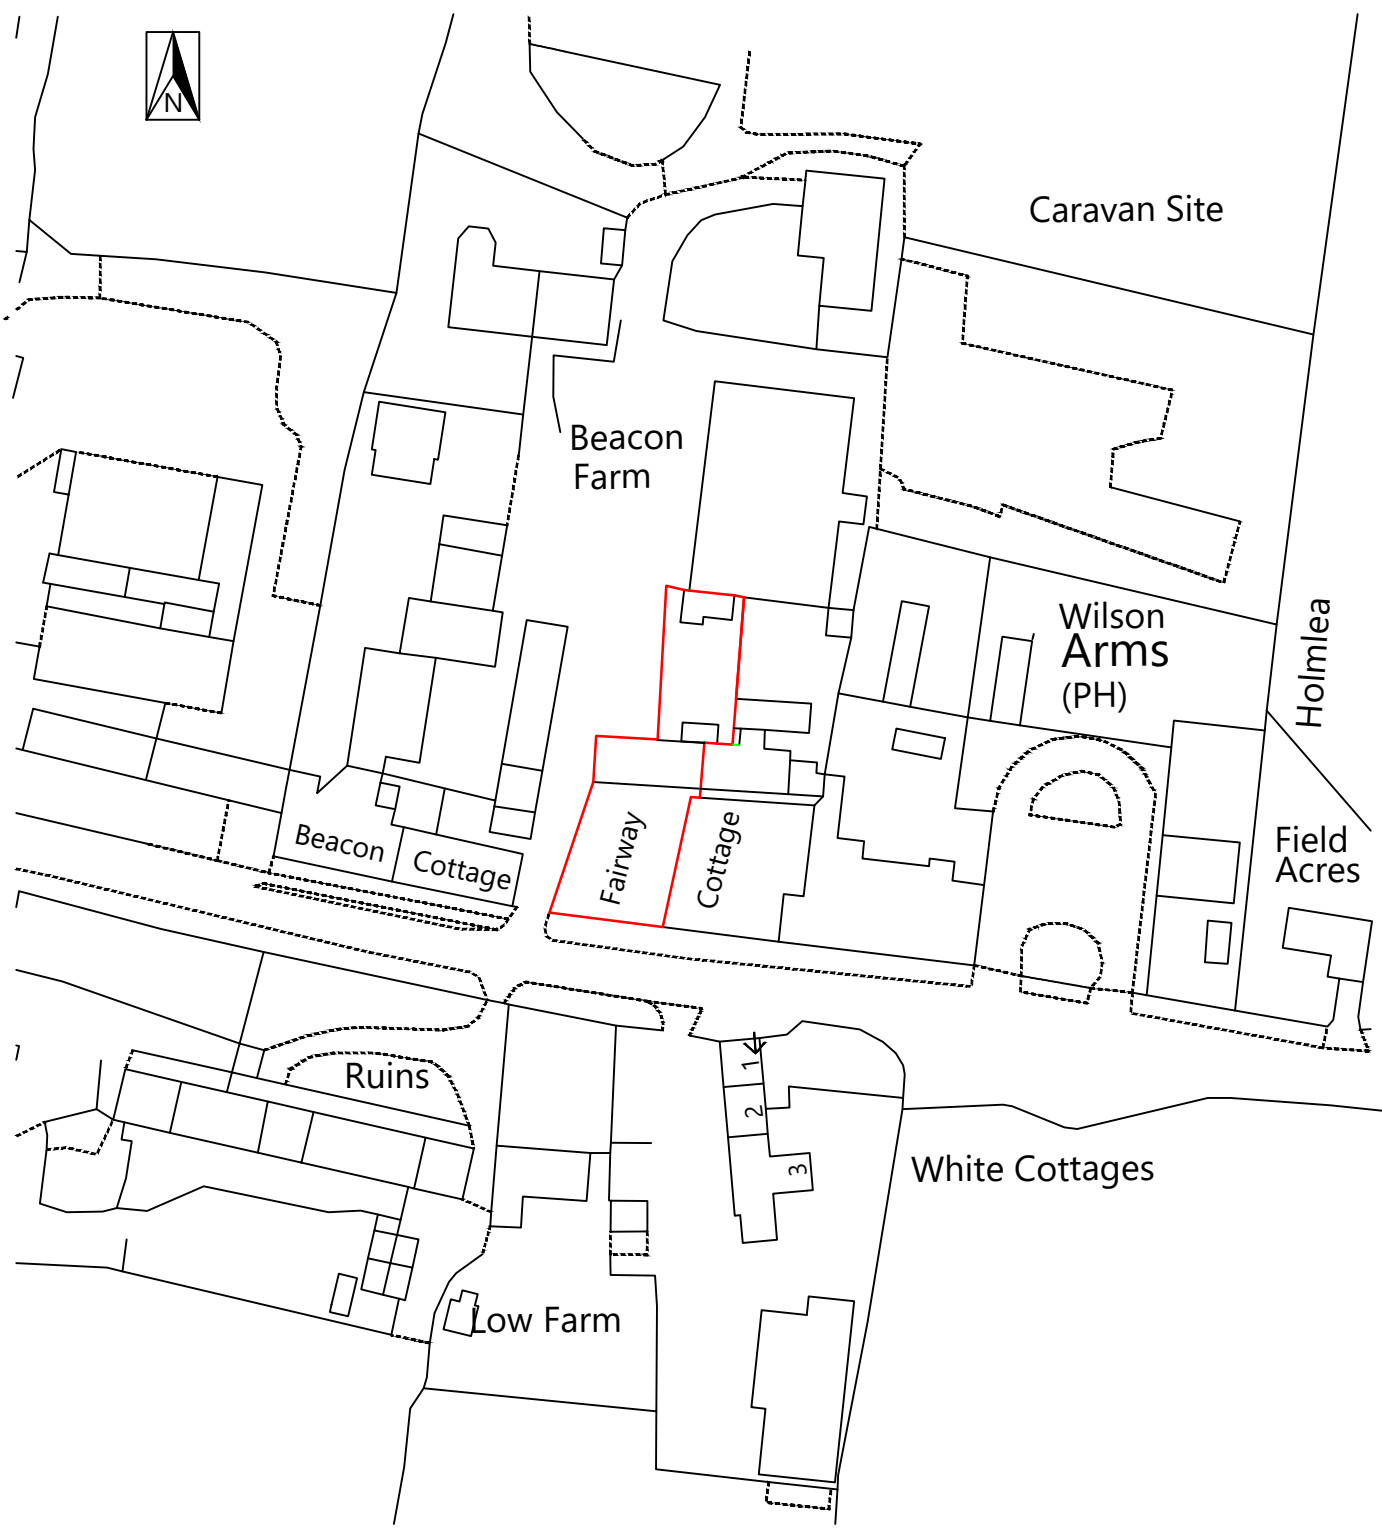 N
Caravan Site
Beacon
Farm
Wilson
Arms
(PH)
Holmlea
Beacon
Cottage
Fairway
Cottage
Field
Acres
Ruins
1
2
3
White Cottages
Low Farm